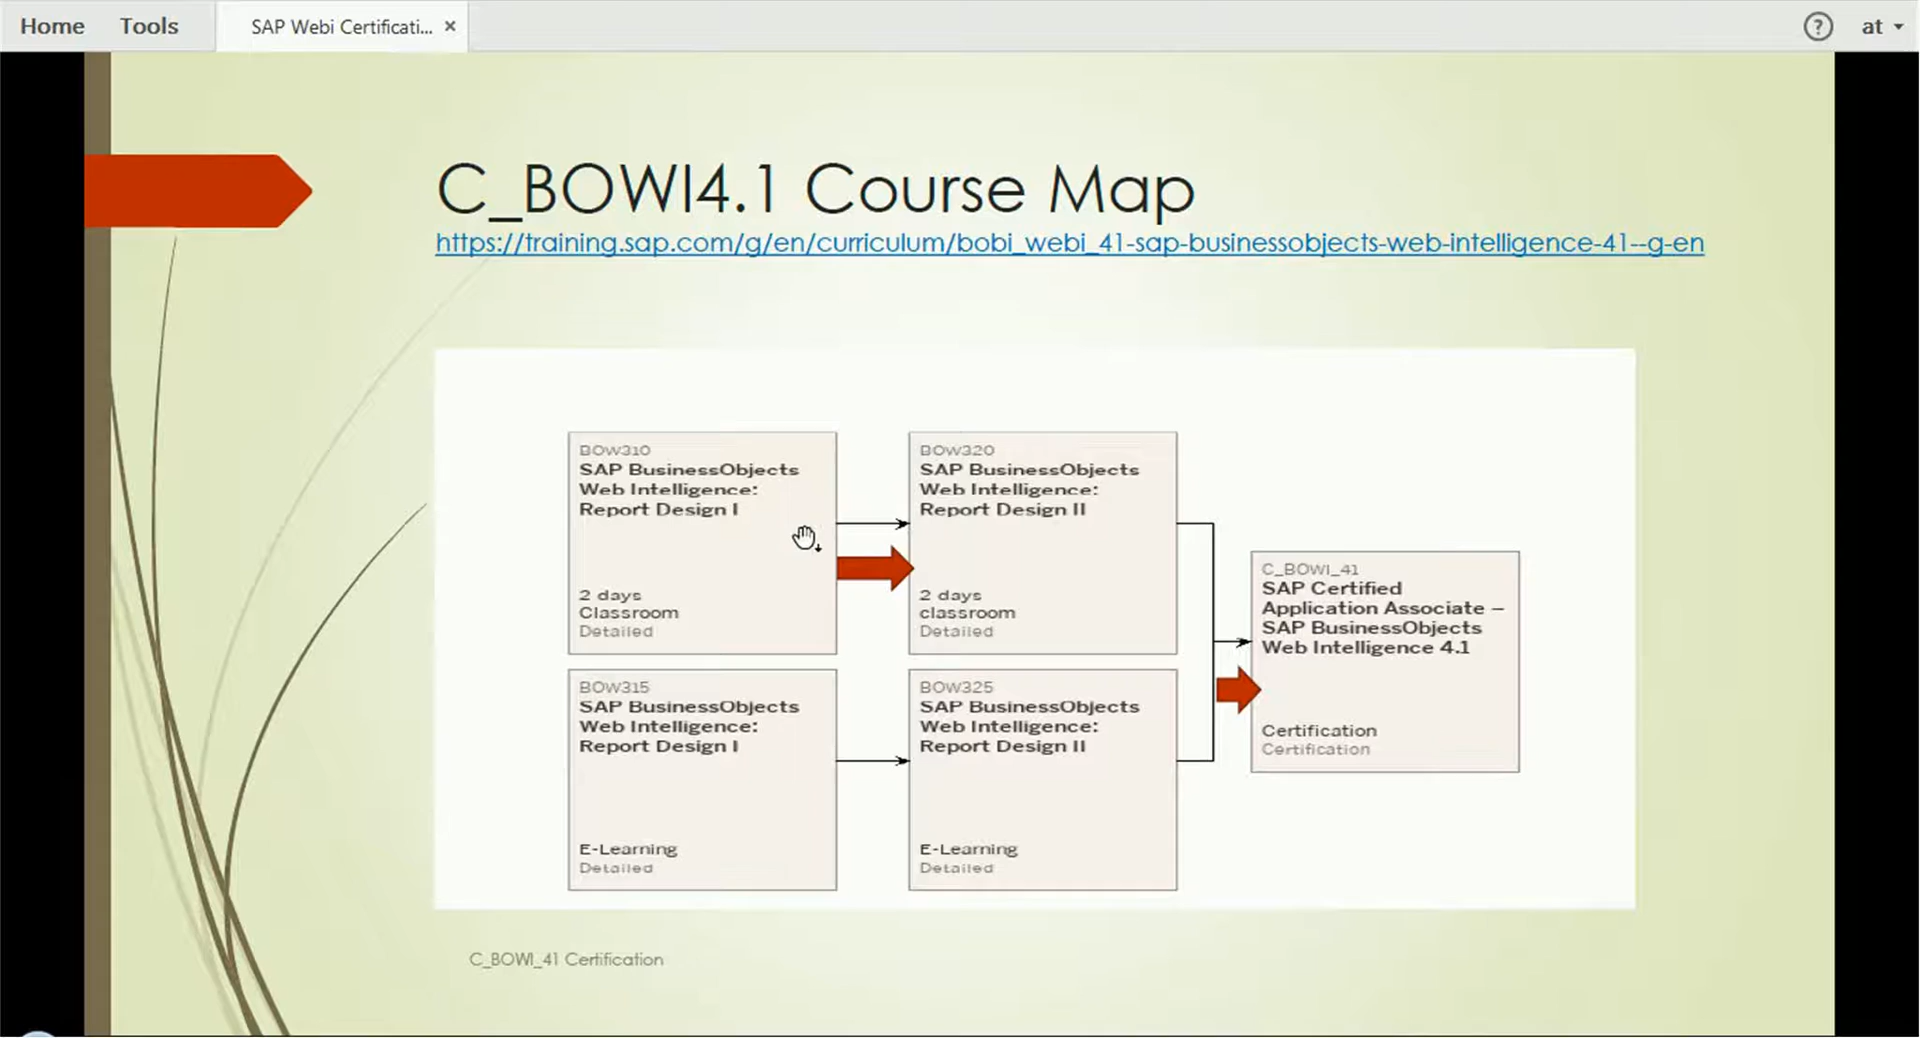 Home Tools SAP Webi Certificati... × ? at
C_BOWI4.1 Course Map
https://training.sap.com/g/en/curriculum/bobi_webi_41-sap-businessobjects-web-intelligence-41--g-en
BOW310
SAP BusinessObjects
Web Intelligence:
Report Design I
2 days
Classroom
Detailed
BOW320
SAP BusinessObjects
Web Intelligence:
Report Design II
2 days
classroom
Detailed
BOW315
SAP BusinessObjects
Web Intelligence:
Report Design I
E-Learning
Detailed
BOW325
SAP BusinessObjects
Web Intelligence:
Report Design II
E-Learning
Detailed
C_BOWI_41
SAP Certified
Application Associate –
SAP BusinessObjects
Web Intelligence 4.1
Certification
Certification
C_BOWI_41 Certification